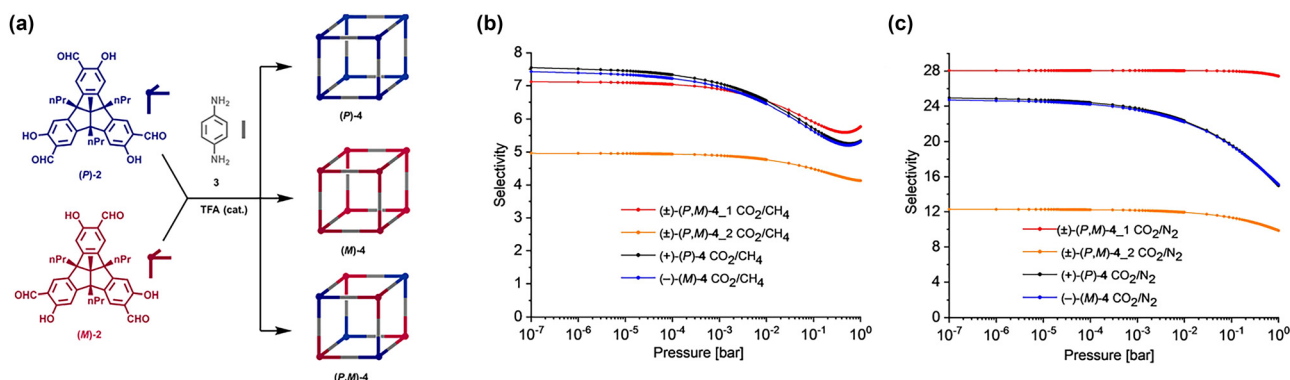 (a)
OHC
OH
nPr
nPr
HO
nPr
CHO
OHC
OH
(P)-2
HO
CHO
nPr
nPr
OHC
nPr
OH
HO
CHO
(M)-2
NH2
NH2
3
TFA (cat.)
(P)-4
(M)-4
(P,M)-4
(b)
Selectivity
8
7
6
5
4
3
2
1
0
(±)-(P,M)-4_1 CO2/CH4
(±)-(P,M)-4_2 CO2/CH4
(+)-(P)-4 CO2/CH4
(−)-(M)-4 CO2/CH4
10-7 10-6 10-5 10-4 10-3 10-2 10-1 100
Pressure [bar]
(c)
Selectivity
28
24
20
16
12
8
4
0
(±)-(P,M)-4_1 CO2/N2
(±)-(P,M)-4_2 CO2/N2
(+)-(P)-4 CO2/N2
(−)-(M)-4 CO2/N2
10-7 10-6 10-5 10-4 10-3 10-2 10-1 100
Pressure [bar]